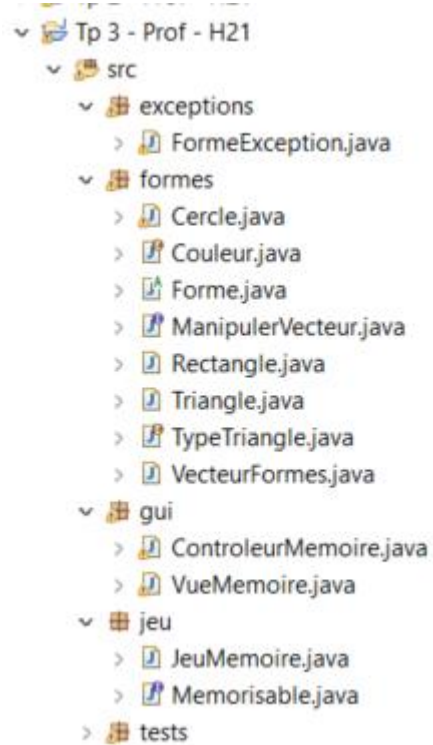 Tp 3 - Prof - H21
src
exceptions
FormeException.java
formes
Cercle.java
Couleur.java
Forme.java
ManipulerVecteur.java
Rectangle.java
Triangle.java
TypeTriangle.java
VecteurFormes.java
gui
ControleurMemoire.java
VueMemoire.java
jeu
JeuMemoire.java
Memorisable.java
tests